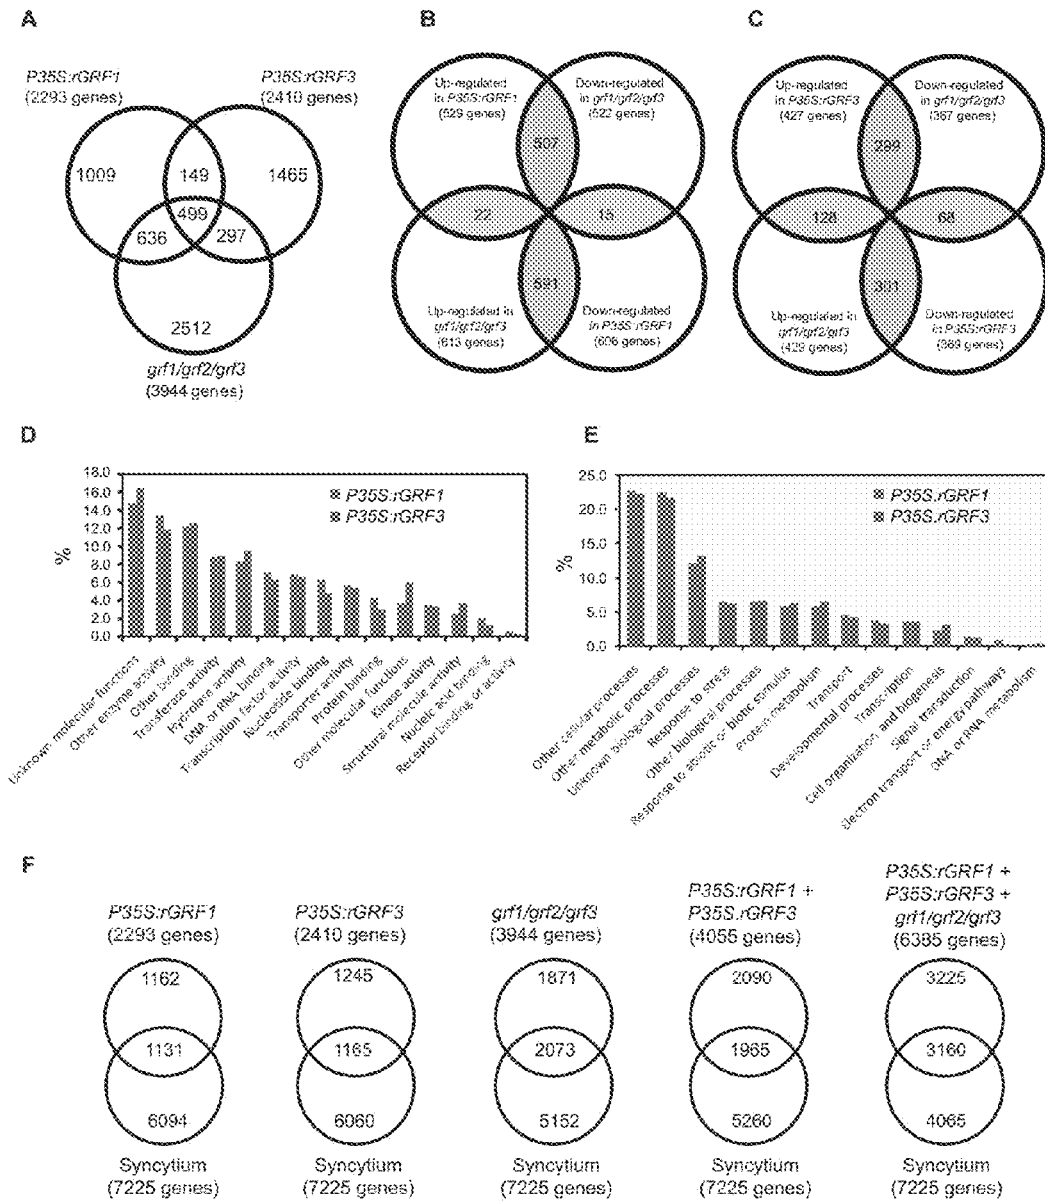 A
P35S:rGRF1
(2293 genes)
P35S:rGRF3
(2410 genes)
1009
149
1465
499
636
297
2512
grf1/grf2/grf3
(3944 genes)
B
Up-regulated
in P35S:rGRF1
(529 genes)
Down-regulated
in grf1/grf2/grf3
(522 genes)
507
22
15
591
Up-regulated in
grf1/grf2/grf3
(613 genes)
Down-regulated
in P35S:rGRF1
(606 genes)
C
Up-regulated
in P35S:rGRF3
(427 genes)
Down-regulated
in grf1/grf2/grf3
(367 genes)
299
128
68
301
Up-regulated in
grf1/grf2/grf3
(429 genes)
Down-regulated
in P35S:rGRF3
(369 genes)
D
18.0
16.0
14.0
12.0
10.0
8.0
6.0
4.0
2.0
0.0
%
P35S:rGRF1
P35S:rGRF3
Unknown molecular functions
Other enzyme activity
Other binding
Transferase activity
Hydrolase activity
DNA or RNA binding
Transcription factor activity
Nucleotide binding
Transporter activity
Protein binding
Other molecular functions
Kinase activity
Structural molecule activity
Nucleic acid binding
Receptor binding or activity
E
25.0
20.0
15.0
10.0
5.0
0.0
%
P35S:rGRF1
P35S:rGRF3
Other cellular processes
Other metabolic processes
Unknown biological processes
Response to stress
Other biological processes
Response to abiotic or biotic stimulus
Protein metabolism
Transport
Developmental processes
Transcription
Cell organization and biogenesis
Signal transduction
Electron transport or energy pathways
DNA or RNA metabolism
F
P35S:rGRF1
(2293 genes)
1162
1131
6094
Syncytium
(7225 genes)
P35S:rGRF3
(2410 genes)
1245
1165
6060
Syncytium
(7225 genes)
grf1/grf2/grf3
(3944 genes)
1871
2073
5152
Syncytium
(7225 genes)
P35S:rGRF1 +
P35S:rGRF3
(4055 genes)
2090
1965
5260
Syncytium
(7225 genes)
P35S:rGRF1 +
P35S:rGRF3 +
grf1/grf2/grf3
(6385 genes)
3225
3160
4065
Syncytium
(7225 genes)